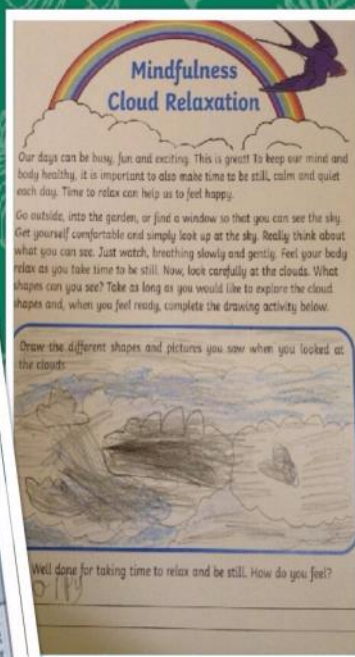 Mindfulness
Cloud Relaxation
Our days can be busy, fun and exciting. This is great! To keep our mind and
body healthy, it is important to also make time to be still, calm and quiet
each day. Time to relax can help us to feel happy.
Go outside, into the garden, or find a window so that you can see the sky.
Get yourself comfortable and simply look up at the sky. Really think about
what you can see. Just watch, breathing slowly and gently. Feel your body
relax as you take time to be still. Now, look carefully at the clouds. What
shapes can you see? Take as long as you would like to explore the cloud
shapes and, when you feel ready, complete the drawing activity below.
Draw the different shapes and pictures you saw when you looked at
the clouds
Well done for taking time to relax and be still. How do you feel?